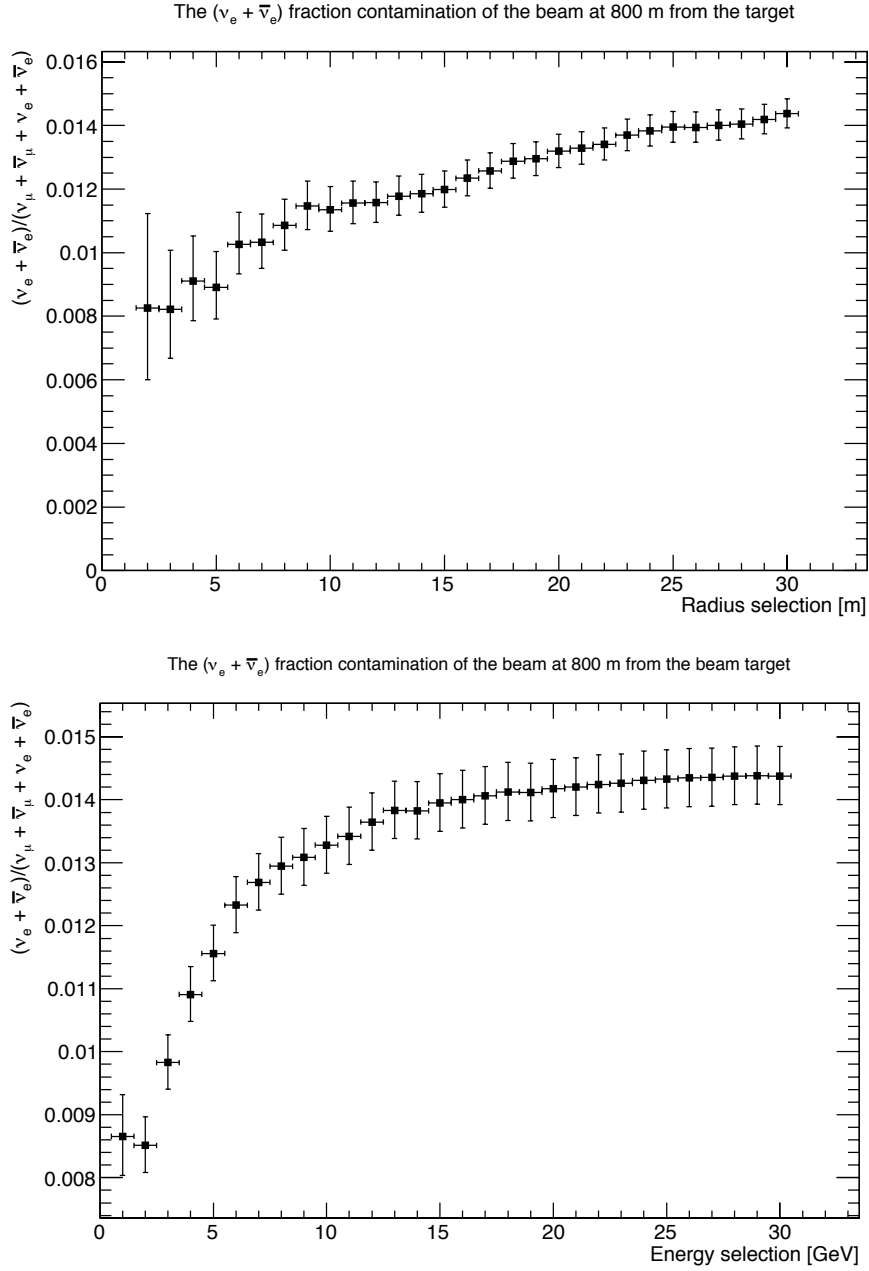 The (ν_e + ν̅_e) fraction contamination of the beam at 800 m from the target
(ν_e + ν̅_e)/(ν_μ + ν̅_μ + ν_e + ν̅_e)
0.016
0.014
0.012
0.01
0.008
0.006
0.004
0.002
0
0 5 10 15 20 25 30
Radius selection [m]
The (ν_e + ν̅_e) fraction contamination of the beam at 800 m from the beam target
(ν_e + ν̅_e)/(ν_μ + ν̅_μ + ν_e + ν̅_e)
0.015
0.014
0.013
0.012
0.011
0.01
0.009
0.008
0 5 10 15 20 25 30
Energy selection [GeV]